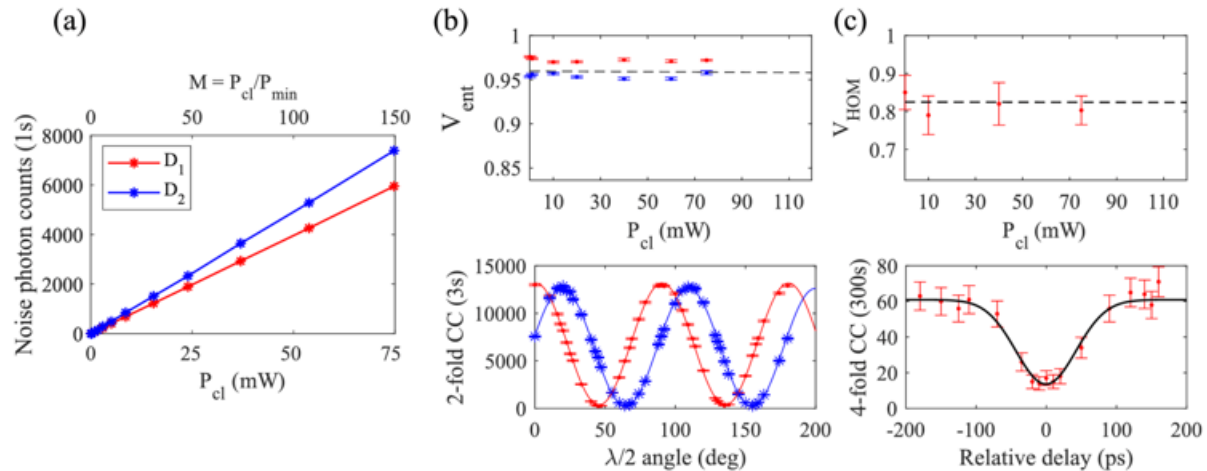 (a)
M = P_cl/P_min
0 50 100 150
8000
6000
4000
2000
0
Noise photon counts (1s)
D_1
D_2
0 25 50 75
P_cl (mW)
(b)
1
0.95
0.9
0.85
V_ent
10 30 50 70 90 110
P_cl (mW)
15000
10000
5000
0
2-fold CC (3s)
0 50 100 150 200
λ/2 angle (deg)
(c)
1
0.9
0.8
0.7
V_HOM
10 30 50 70 90 110
P_cl (mW)
80
60
40
20
0
4-fold CC (300s)
-200 -100 0 100 200
Relative delay (ps)